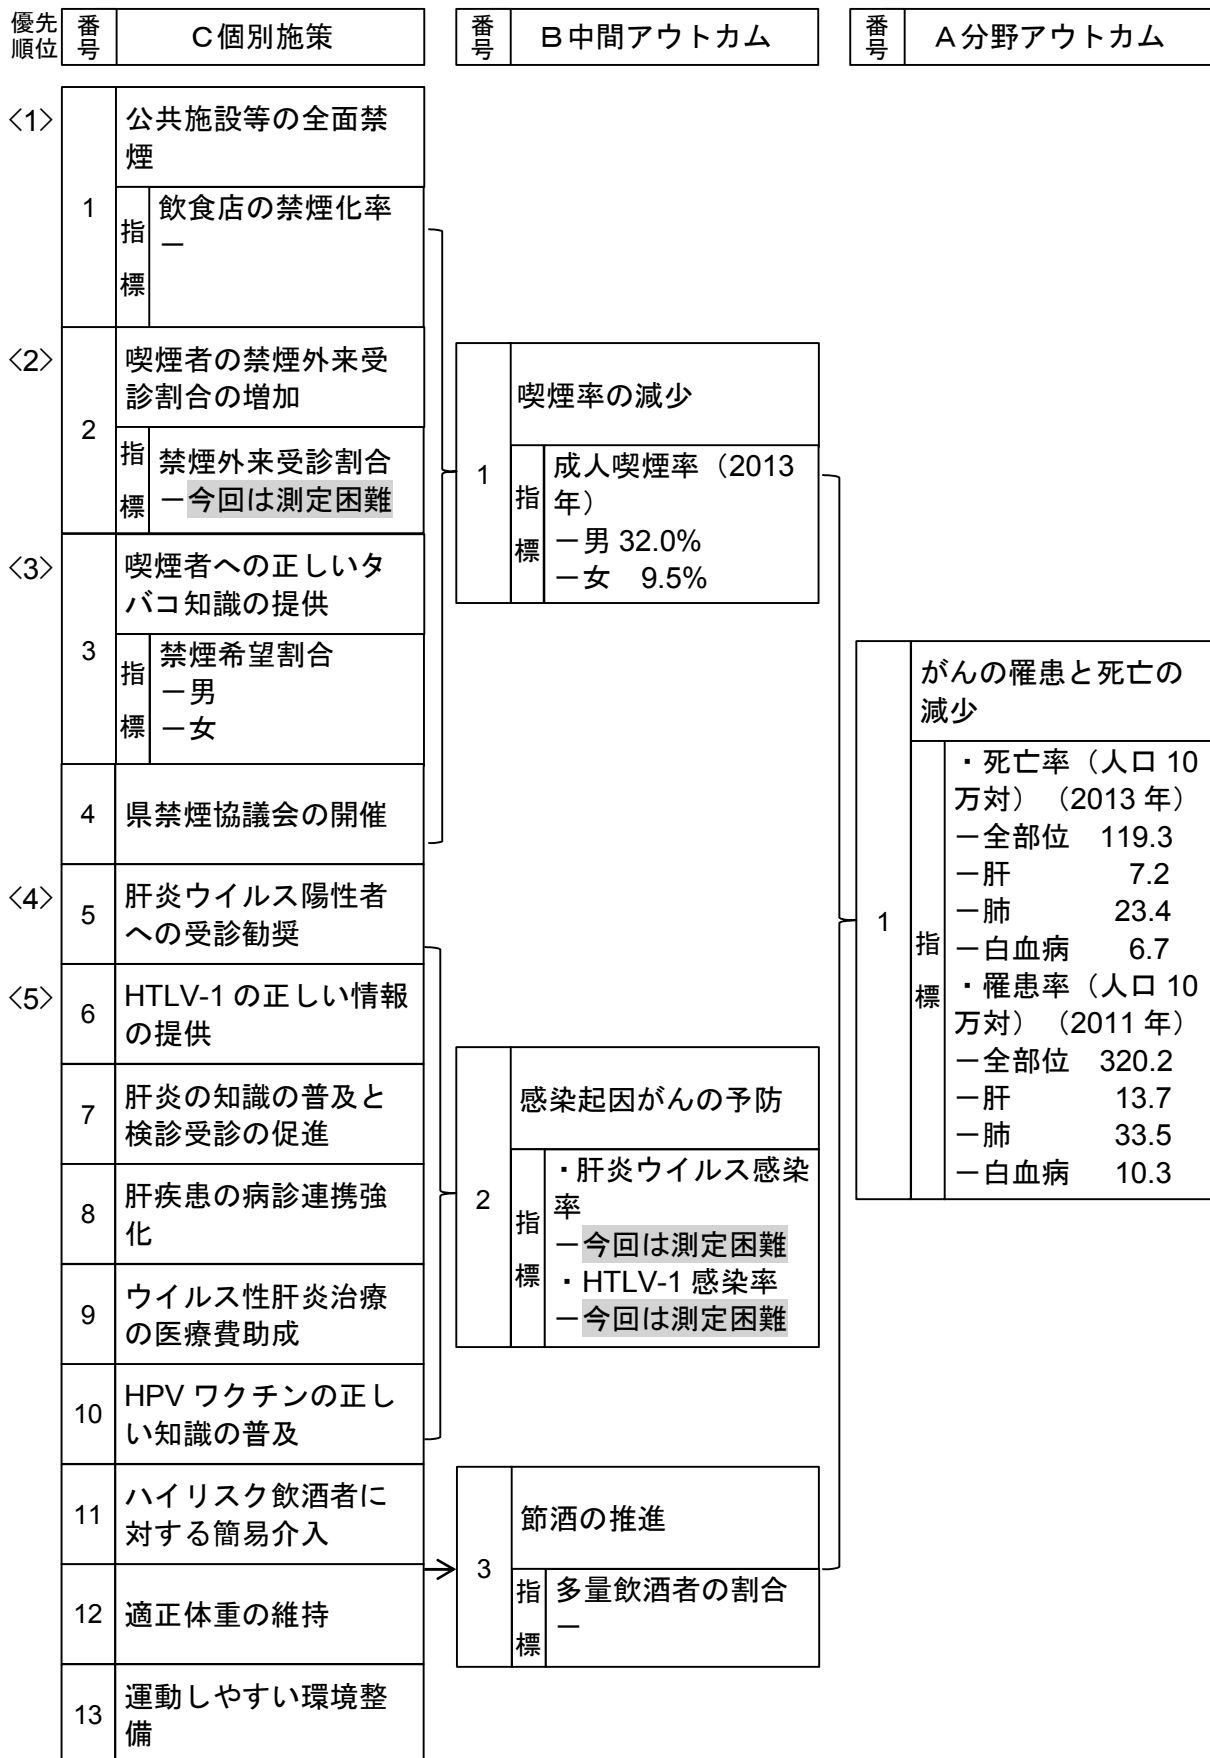 優先
順位
番
号
C個別施策
番
号
B中間アウトカム
番
号
A分野アウトカム
〈1〉
1
公共施設等の全面禁
煙
指
標
飲食店の禁煙化率
ー
〈2〉
2
喫煙者の禁煙外来受
診割合の増加
指
標
禁煙外来受診割合
ー今回は測定困難
〈3〉
3
喫煙者への正しいタ
バコ知識の提供
指
標
禁煙希望割合
ー男
ー女
4
県禁煙協議会の開催
〈4〉
5
肝炎ウイルス陽性者
への受診勧奨
〈5〉
6
HTLV-1 の正しい情報
の提供
7
肝炎の知識の普及と
検診受診の促進
8
肝疾患の病診連携強
化
9
ウイルス性肝炎治療
の医療費助成
10
HPV ワクチンの正し
い知識の普及
11
ハイリスク飲酒者に
対する簡易介入
12
適正体重の維持
13
運動しやすい環境整
備
1
喫煙率の減少
指
標
成人喫煙率（2013
年）
ー男 32.0%
ー女 9.5%
2
感染起因がんの予防
指
標
・肝炎ウイルス感染
率
ー今回は測定困難
・HTLV-1 感染率
ー今回は測定困難
3
節酒の推進
指
標
多量飲酒者の割合
ー
1
がんの罹患と死亡の
減少
指
標
・死亡率（人口 10
万対）（2013 年）
ー全部位 119.3
ー肝 7.2
ー肺 23.4
ー白血病 6.7
・罹患率（人口 10
万対）（2011 年）
ー全部位 320.2
ー肝 13.7
ー肺 33.5
ー白血病 10.3